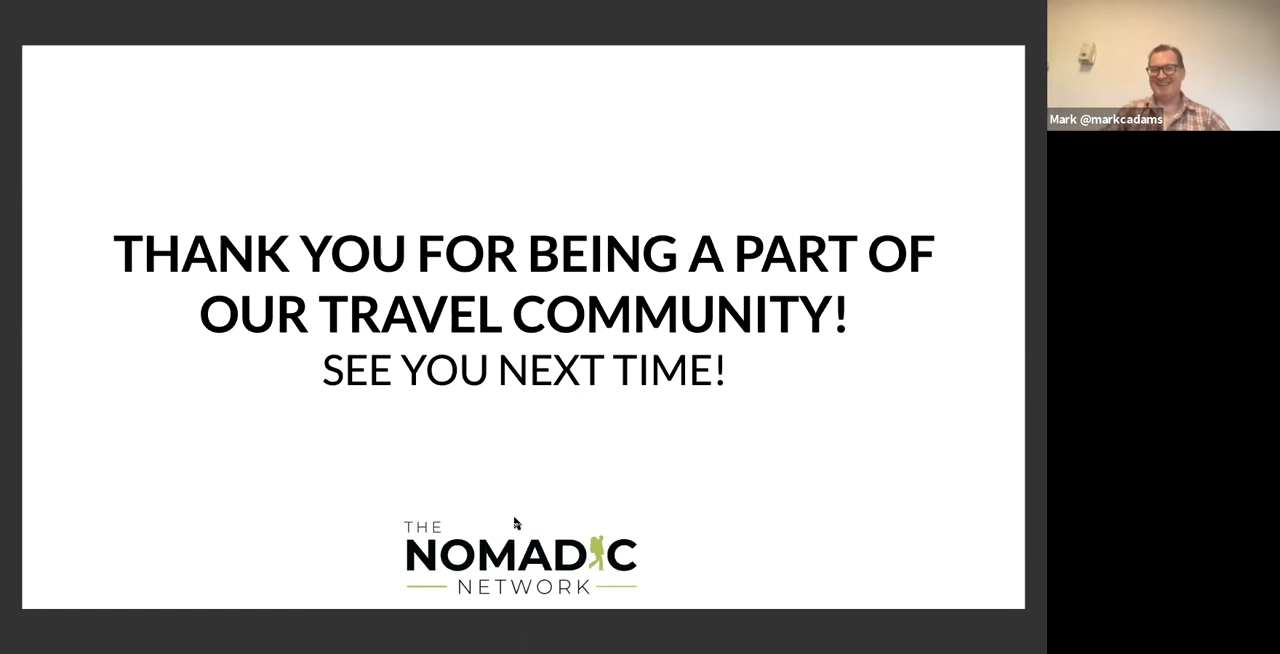 THANK YOU FOR BEING A PART OF
OUR TRAVEL COMMUNITY!
SEE YOU NEXT TIME!
THE
NOMADIC
NETWORK
Mark @markcadams